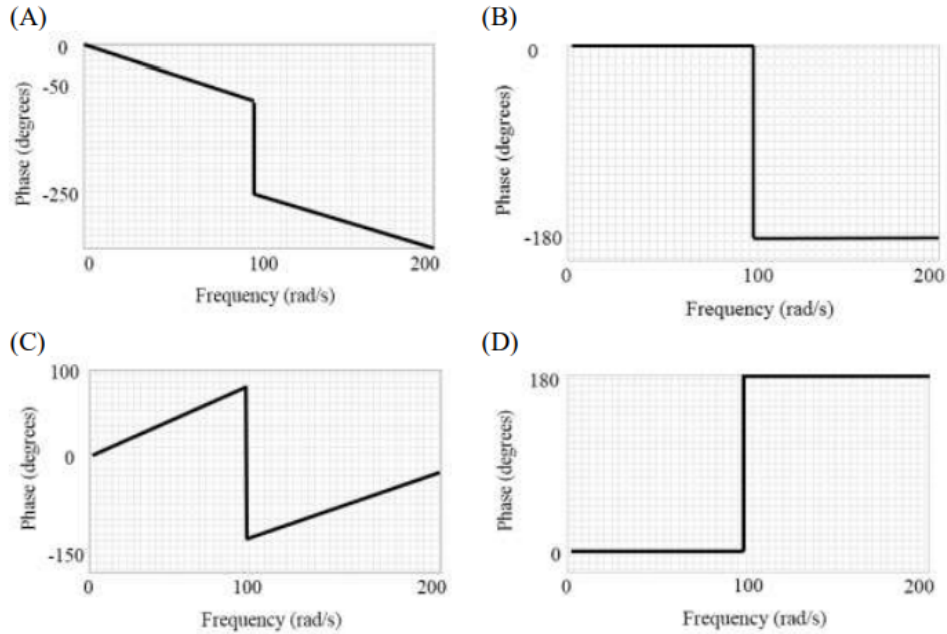 (A)
0
-50
-250
Phase (degrees)
0 100 200
Frequency (rad/s)
(B)
0
-180
Phase (degrees)
0 100 200
Frequency (rad/s)
(C)
100
0
-150
Phase (degrees)
0 100 200
Frequency (rad/s)
(D)
180
0
Phase (degrees)
0 100 200
Frequency (rad/s)